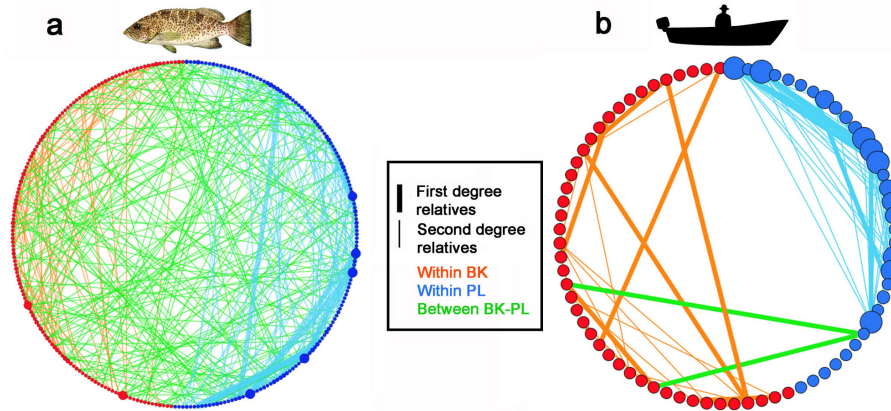 a
b
First degree
relatives
Second degree
relatives
Within BK
Within PL
Between BK-PL